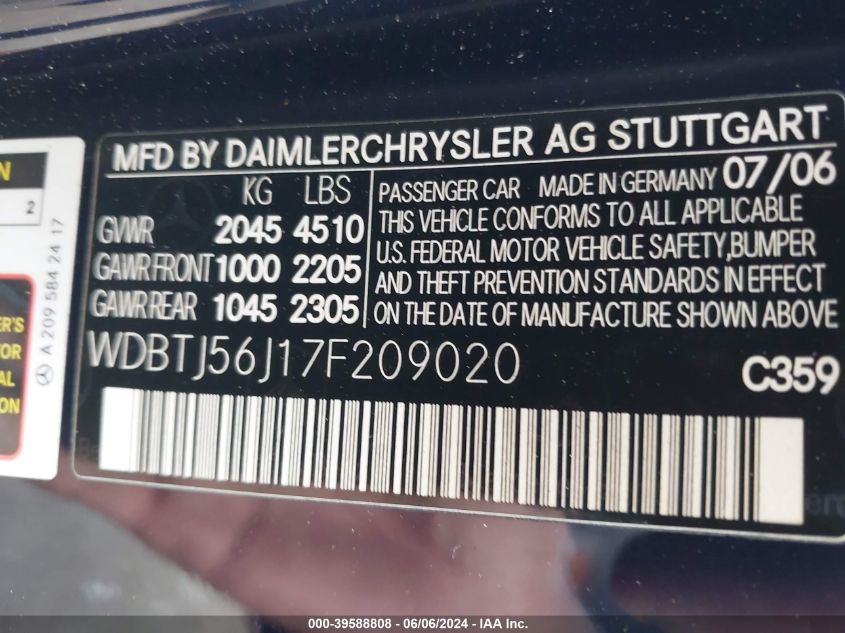 MFD BY DAIMLERCHRYSLER AG STUTTGART
KG LBS
GVWR 2045 4510
GAWR FRONT 1000 2205
GAWR REAR 1045 2305
PASSENGER CAR MADE IN GERMANY 07/06
THIS VEHICLE CONFORMS TO ALL APPLICABLE
U.S. FEDERAL MOTOR VEHICLE SAFETY,BUMPER
AND THEFT PREVENTION STANDARDS IN EFFECT
ON THE DATE OF MANUFACTURE SHOWN ABOVE
WDBTJ56J17F209020
C359
2
A 209 584 24 17
000-39588808 - 06/06/2024 - IAA Inc.